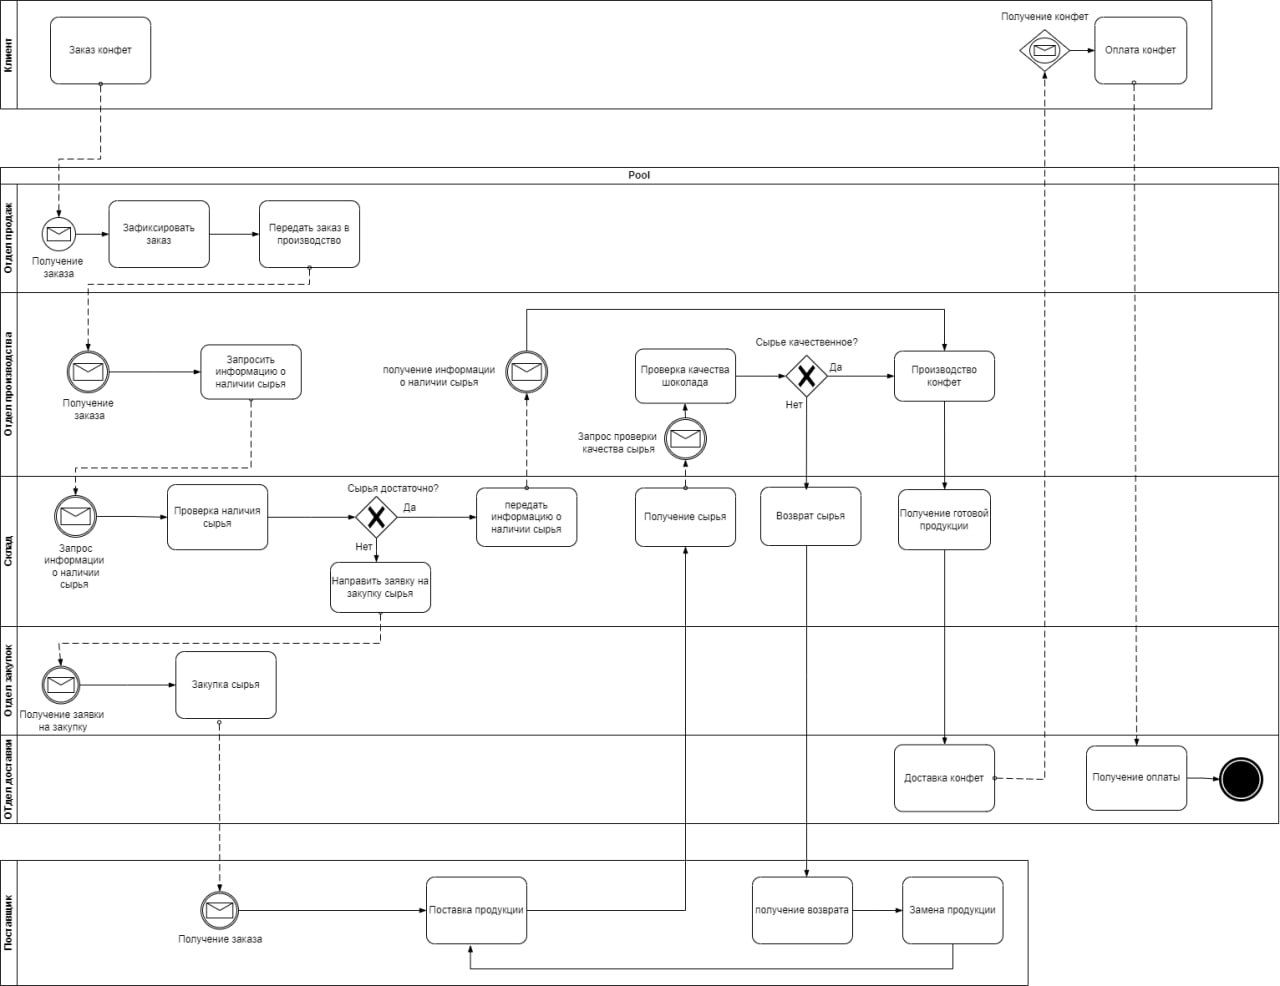 Клиент
Заказ конфет
Получение конфет
Оплата конфет
Pool
Отдел продаж
Получение
заказа
Зафиксировать
заказ
Передать заказ в
производство
Отдел производства
Получение
заказа
Запросить
информацию о
наличии сырья
получение информации
о наличии сырья
Запрос проверки
качества сырья
Проверка качества
шоколада
Сырье качественное?
Да
Нет
Производство
конфет
Склад
Запрос
информации
о наличии
сырья
Проверка наличия
сырья
Сырья достаточно?
Да
Нет
Направить заявку на
закупку сырья
передать
информацию о
наличии сырья
Получение сырья
Возврат сырья
Получение готовой
продукции
Отдел закупок
Получение заявки
на закупку
Закупка сырья
ОТдел доставки
Доставка конфет
Получение оплаты
Поставщик
Получение заказа
Поставка продукции
получение возврата
Замена продукции